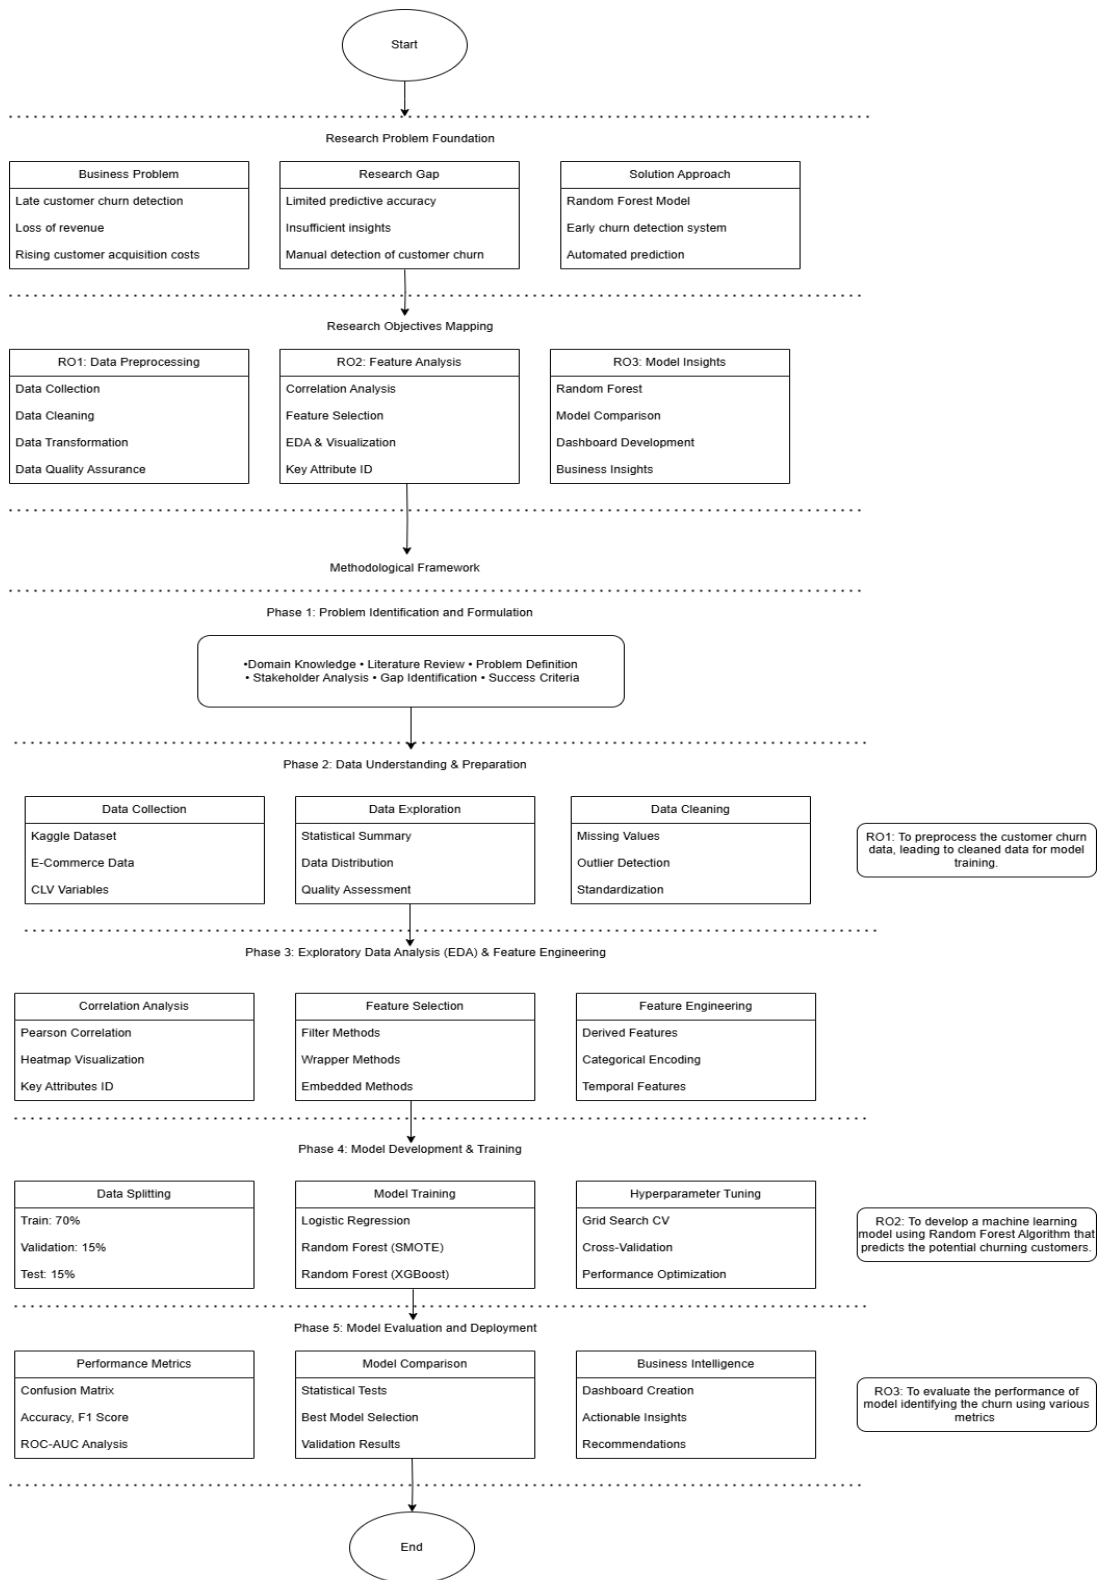 Start
Research Problem Foundation
Business Problem
Late customer churn detection
Loss of revenue
Rising customer acquisition costs
Research Gap
Limited predictive accuracy
Insufficient insights
Manual detection of customer churn
Solution Approach
Random Forest Model
Early churn detection system
Automated prediction
Research Objectives Mapping
RO1: Data Preprocessing
Data Collection
Data Cleaning
Data Transformation
Data Quality Assurance
RO2: Feature Analysis
Correlation Analysis
Feature Selection
EDA & Visualization
Key Attribute ID
RO3: Model Insights
Random Forest
Model Comparison
Dashboard Development
Business Insights
Methodological Framework
Phase 1: Problem Identification and Formulation
•Domain Knowledge • Literature Review • Problem Definition
• Stakeholder Analysis • Gap Identification • Success Criteria
Phase 2: Data Understanding & Preparation
Data Collection
Kaggle Dataset
E-Commerce Data
CLV Variables
Data Exploration
Statistical Summary
Data Distribution
Quality Assessment
Data Cleaning
Missing Values
Outlier Detection
Standardization
RO1: To preprocess the customer churn
data, leading to cleaned data for model
training.
Phase 3: Exploratory Data Analysis (EDA) & Feature Engineering
Correlation Analysis
Pearson Correlation
Heatmap Visualization
Key Attributes ID
Feature Selection
Filter Methods
Wrapper Methods
Embedded Methods
Feature Engineering
Derived Features
Categorical Encoding
Temporal Features
Phase 4: Model Development & Training
Data Splitting
Train: 70%
Validation: 15%
Test: 15%
Model Training
Logistic Regression
Random Forest (SMOTE)
Random Forest (XGBoost)
Hyperparameter Tuning
Grid Search CV
Cross-Validation
Performance Optimization
RO2: To develop a machine learning
model using Random Forest Algorithm that
predicts the potential churning customers.
Phase 5: Model Evaluation and Deployment
Performance Metrics
Confusion Matrix
Accuracy, F1 Score
ROC-AUC Analysis
Model Comparison
Statistical Tests
Best Model Selection
Validation Results
Business Intelligence
Dashboard Creation
Actionable Insights
Recommendations
RO3: To evaluate the performance of
model identifying the churn using various
metrics
End